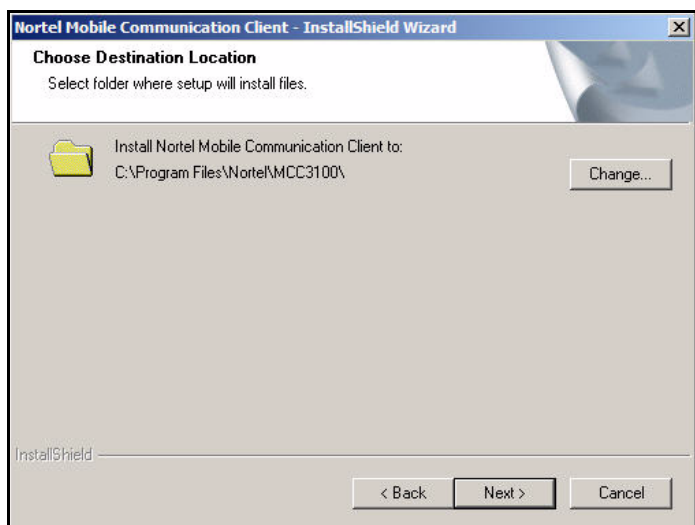 Nortel Mobile Communication Client - InstallShield Wizard
Choose Destination Location
Select folder where setup will install files.
Install Nortel Mobile Communication Client to:
C:\Program Files\Nortel\MCC3100\
Change...
InstallShield
< Back
Next >
Cancel